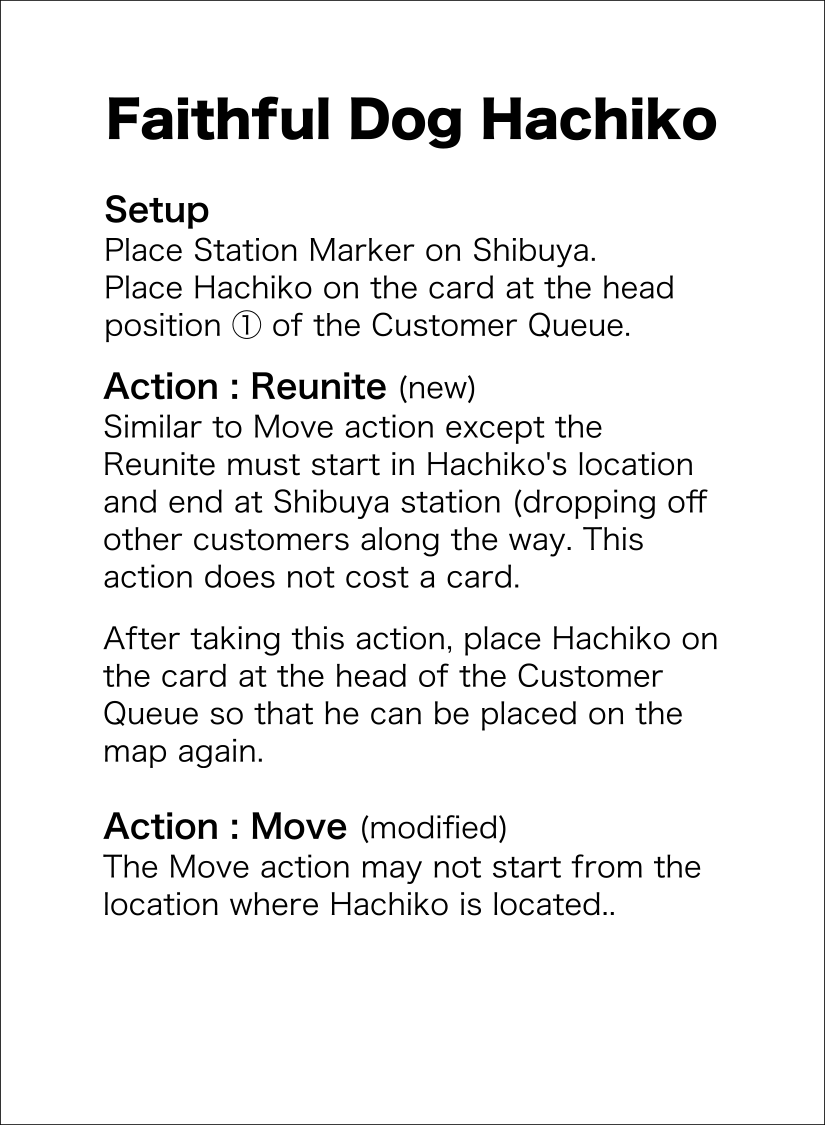 Faithful Dog Hachiko
Setup
Place Station Marker on Shibuya.
Place Hachiko on the card at the head
position ① of the Customer Queue.
Action : Reunite (new)
Similar to Move action except the
Reunite must start in Hachiko's location
and end at Shibuya station (dropping off
other customers along the way. This
action does not cost a card.
After taking this action, place Hachiko on
the card at the head of the Customer
Queue so that he can be placed on the
map again.
Action : Move (modified)
The Move action may not start from the
location where Hachiko is located..